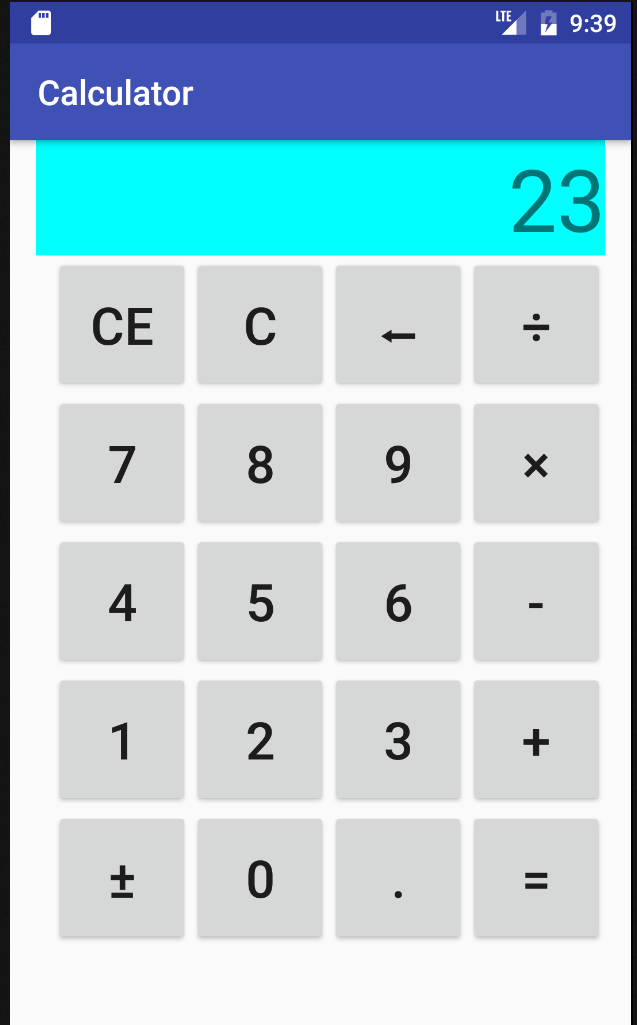 LTE 9:39
Calculator
23
CE C ← ÷
7 8 9 ×
4 5 6 -
1 2 3 +
± 0 . =